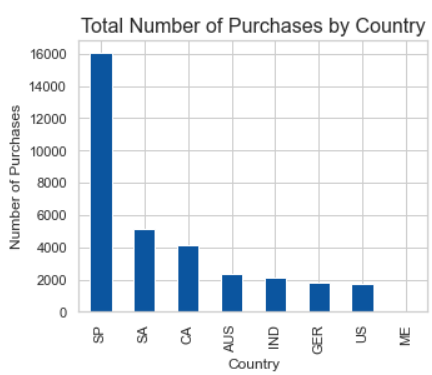 Total Number of Purchases by Country
Number of Purchases
16000
14000
12000
10000
8000
6000
4000
2000
0
SP
SA
CA
AUS
IND
GER
US
ME
Country